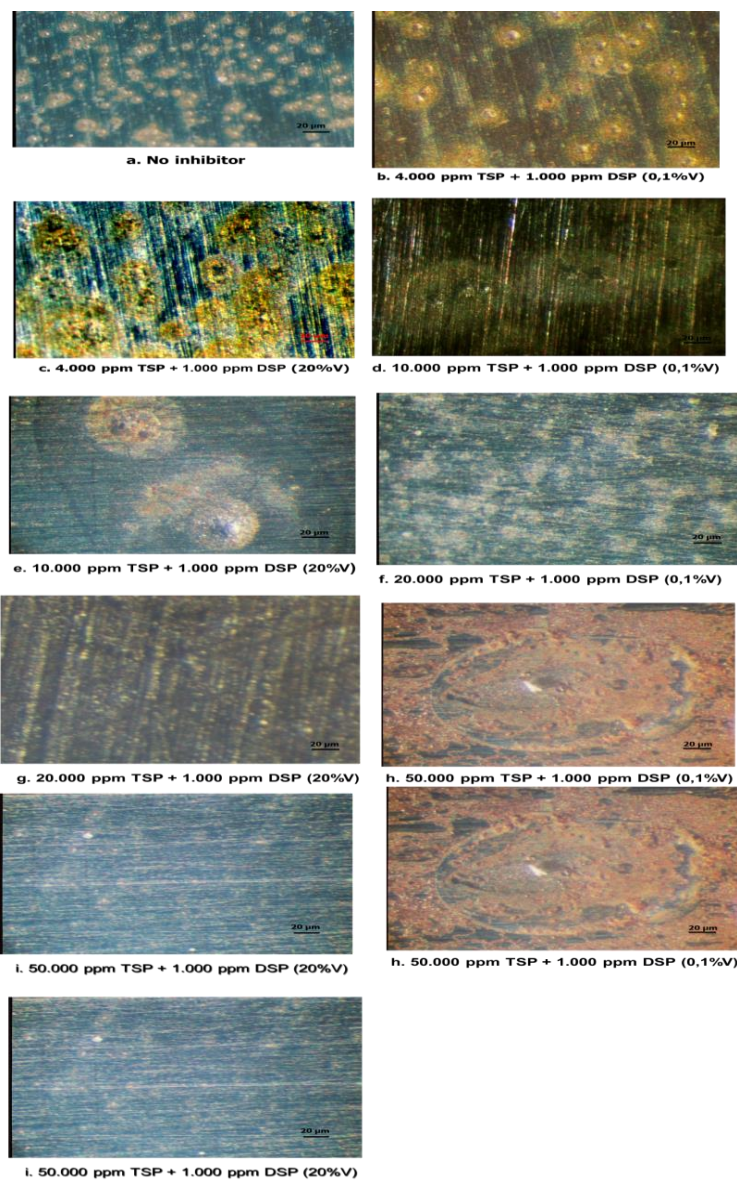 20 µm
a. No inhibitor
20 µm
b. 4.000 ppm TSP + 1.000 ppm DSP (0,1%V)
c. 4.000 ppm TSP + 1.000 ppm DSP (20%V)
20 µm
d. 10.000 ppm TSP + 1.000 ppm DSP (0,1%V)
20 µm
e. 10.000 ppm TSP + 1.000 ppm DSP (20%V)
20 µm
f. 20.000 ppm TSP + 1.000 ppm DSP (0,1%V)
20 µm
g. 20.000 ppm TSP + 1.000 ppm DSP (20%V)
20 µm
h. 50.000 ppm TSP + 1.000 ppm DSP (0,1%V)
20 µm
i. 50.000 ppm TSP + 1.000 ppm DSP (20%V)
20 µm
h. 50.000 ppm TSP + 1.000 ppm DSP (0,1%V)
20 µm
i. 50.000 ppm TSP + 1.000 ppm DSP (20%V)